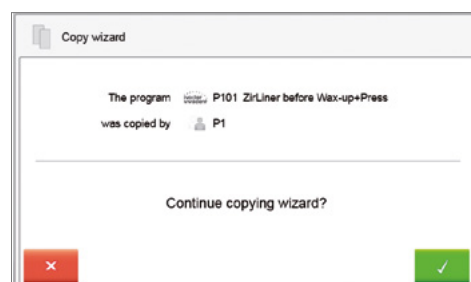 Copy wizard
The program P101 ZirLiner before Wax-up+Press
was copied by P1
Continue copying wizard?